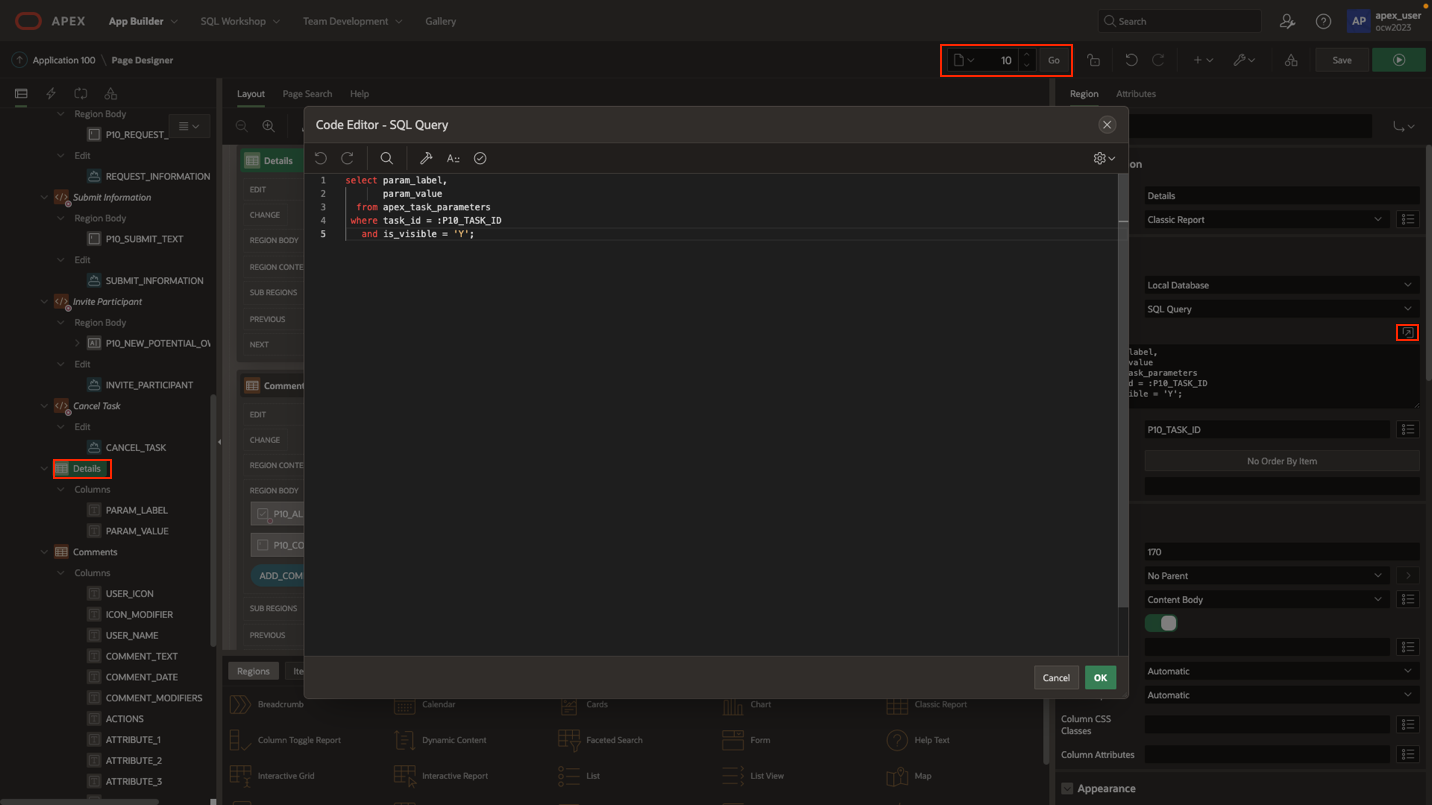 APEX
App Builder
SQL Workshop
Team Development
Gallery
Search
AP
apex_user
ocw2023
Application 100 \ Page Designer
10
Go
Save
Layout
Page Search
Help
Region
Attributes
Region Body
P10_REQUEST_
Edit
REQUEST_INFORMATION
Submit Information
Region Body
P10_SUBMIT_TEXT
Edit
SUBMIT_INFORMATION
Invite Participant
Region Body
P10_NEW_POTENTIAL_OV
Edit
INVITE_PARTICIPANT
Cancel Task
Edit
CANCEL_TASK
Details
Columns
PARAM_LABEL
PARAM_VALUE
Comments
Columns
USER_ICON
ICON_MODIFIER
USER_NAME
COMMENT_TEXT
COMMENT_DATE
COMMENT_MODIFIERS
ACTIONS
ATTRIBUTE_1
ATTRIBUTE_2
ATTRIBUTE_3
Details
EDIT
CHANGE
REGION BODY
REGION CONTE
SUB REGIONS
PREVIOUS
NEXT
Comment
EDIT
CHANGE
REGION CONTE
REGION BODY
P10_AL
P10_CO
ADD_COM
SUB REGIONS
PREVIOUS
Code Editor - SQL Query
1 select param_label,
2 param_value
3 from apex_task_parameters
4 where task_id = :P10_TASK_ID
5 and is_visible = 'Y';
Cancel
OK
Regions
Ite
Breadcrumb
Calendar
Cards
Chart
Classic Report
Column Toggle Report
Dynamic Content
Faceted Search
Form
Help Text
Interactive Grid
Interactive Report
List
List View
Map
on
Details
Classic Report
Local Database
SQL Query
label,
value
ask_parameters
d = :P10_TASK_ID
ible = 'Y';
P10_TASK_ID
No Order By Item
170
No Parent
Content Body
Automatic
Automatic
Column CSS
Classes
Column Attributes
Appearance